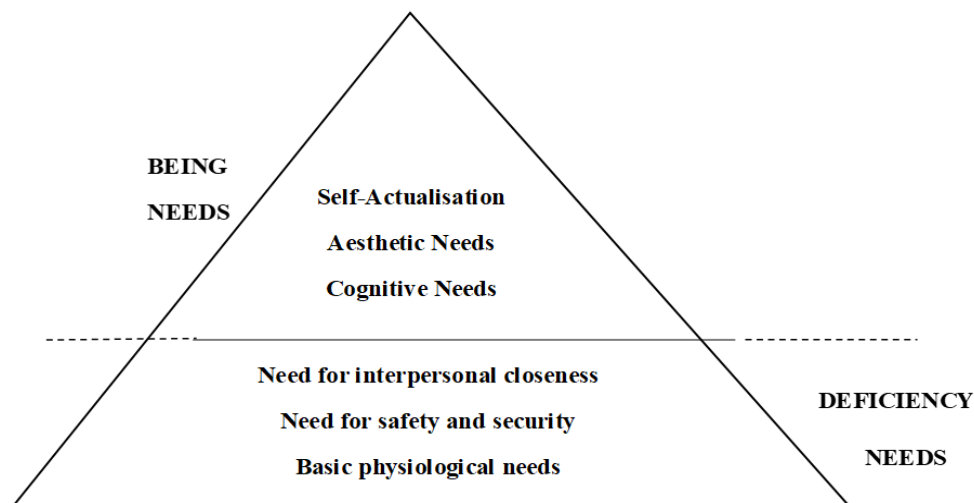 BEING
NEEDS
Self-Actualisation
Aesthetic Needs
Cognitive Needs
Need for interpersonal closeness
Need for safety and security
Basic physiological needs
DEFICIENCY
NEEDS